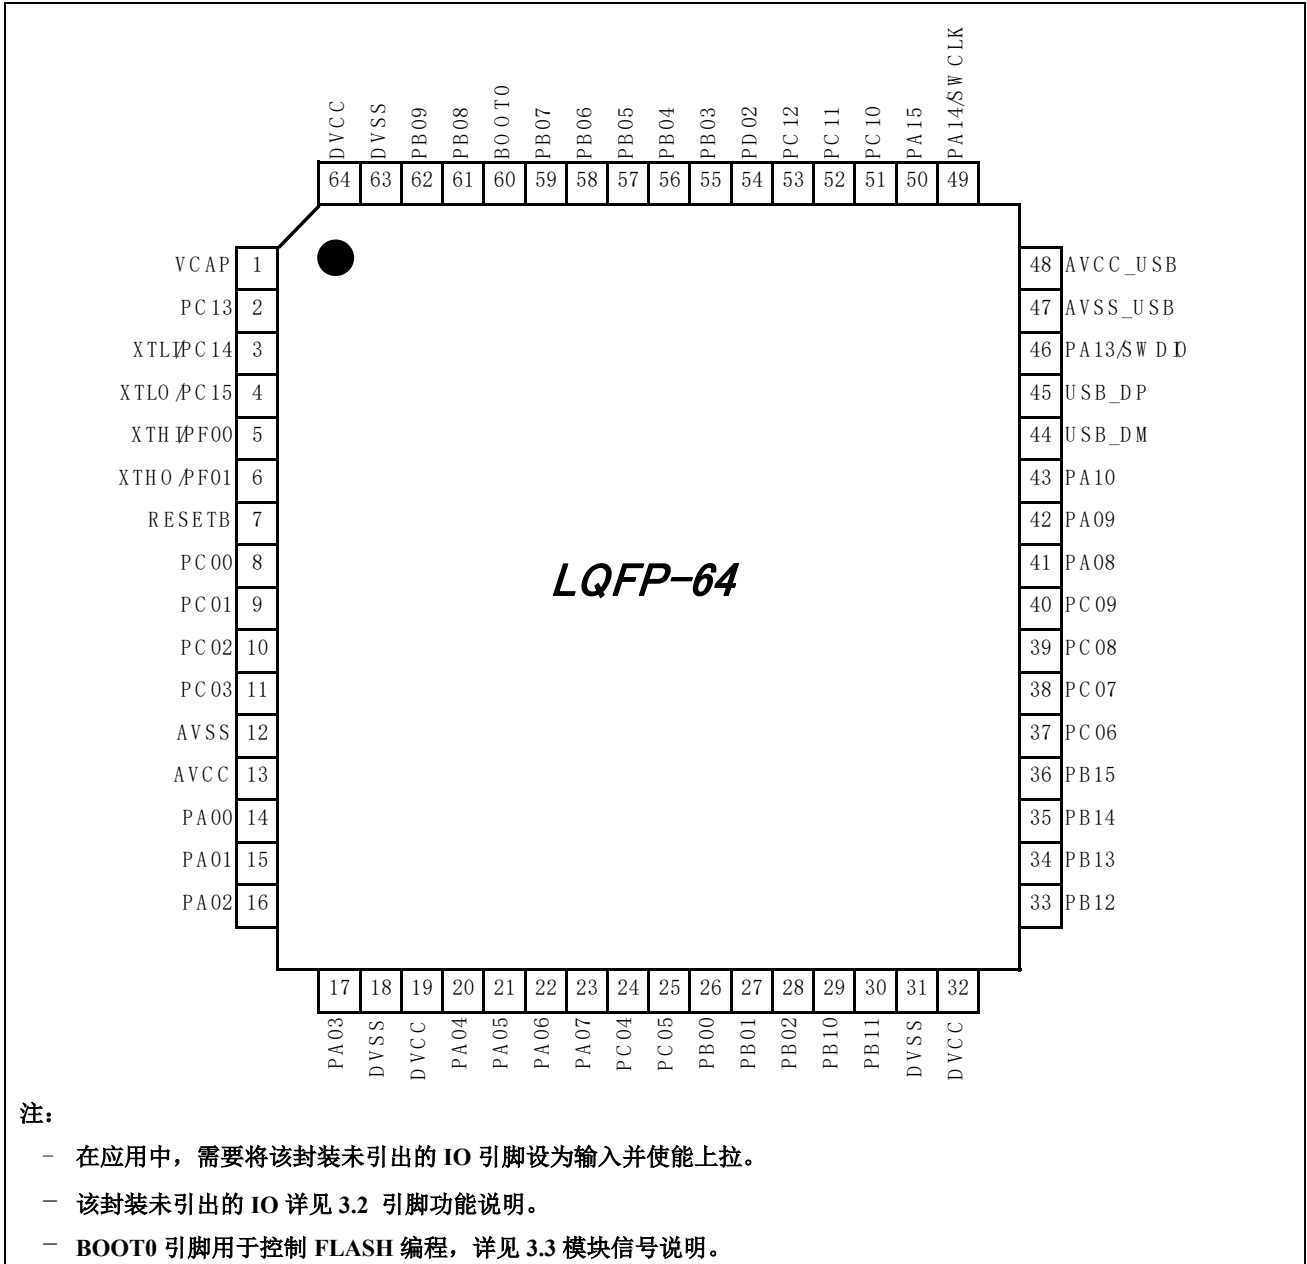 DVCC
DVSS
PB09
PB08
BOOT0
PB07
PB06
PB05
PB04
PB03
PD02
PC12
PC11
PC10
PA15
PA14/SWCLK
64 63 62 61 60 59 58 57 56 55 54 53 52 51 50 49
VCAP 1
PC13 2
XTLI/PC14 3
XTLO/PC15 4
XTHI/PF00 5
XTHO/PF01 6
RESETB 7
PC00 8
PC01 9
PC02 10
PC03 11
AVSS 12
AVCC 13
PA00 14
PA01 15
PA02 16
LQFP-64
48 AVCC_USB
47 AVSS_USB
46 PA13/SWDIO
45 USB_DP
44 USB_DM
43 PA10
42 PA09
41 PA08
40 PC09
39 PC08
38 PC07
37 PC06
36 PB15
35 PB14
34 PB13
33 PB12
17 18 19 20 21 22 23 24 25 26 27 28 29 30 31 32
PA03
DVSS
DVCC
PA04
PA05
PA06
PA07
PC04
PC05
PB00
PB01
PB02
PB10
PB11
DVSS
DVCC
注：
– 在应用中，需要将该封装未引出的 IO 引脚设为输入并使能上拉。
– 该封装未引出的 IO 详见 3.2 引脚功能说明。
– BOOT0 引脚用于控制 FLASH 编程，详见 3.3 模块信号说明。